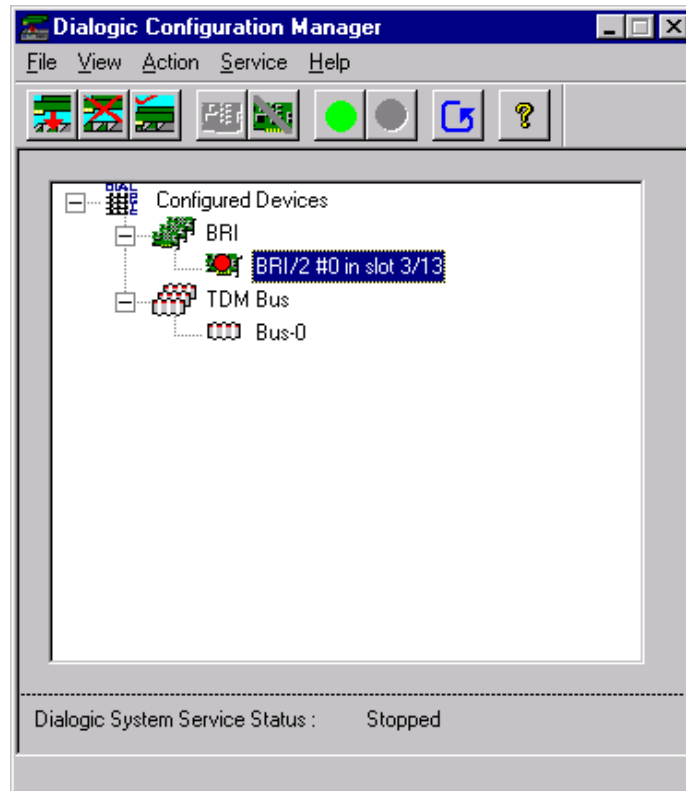 Dialogic Configuration Manager
File View Action Service Help
?
DIAL
Configured Devices
BRI
BRI/2 #0 in slot 3/13
TDM Bus
Bus-0
Dialogic System Service Status : Stopped